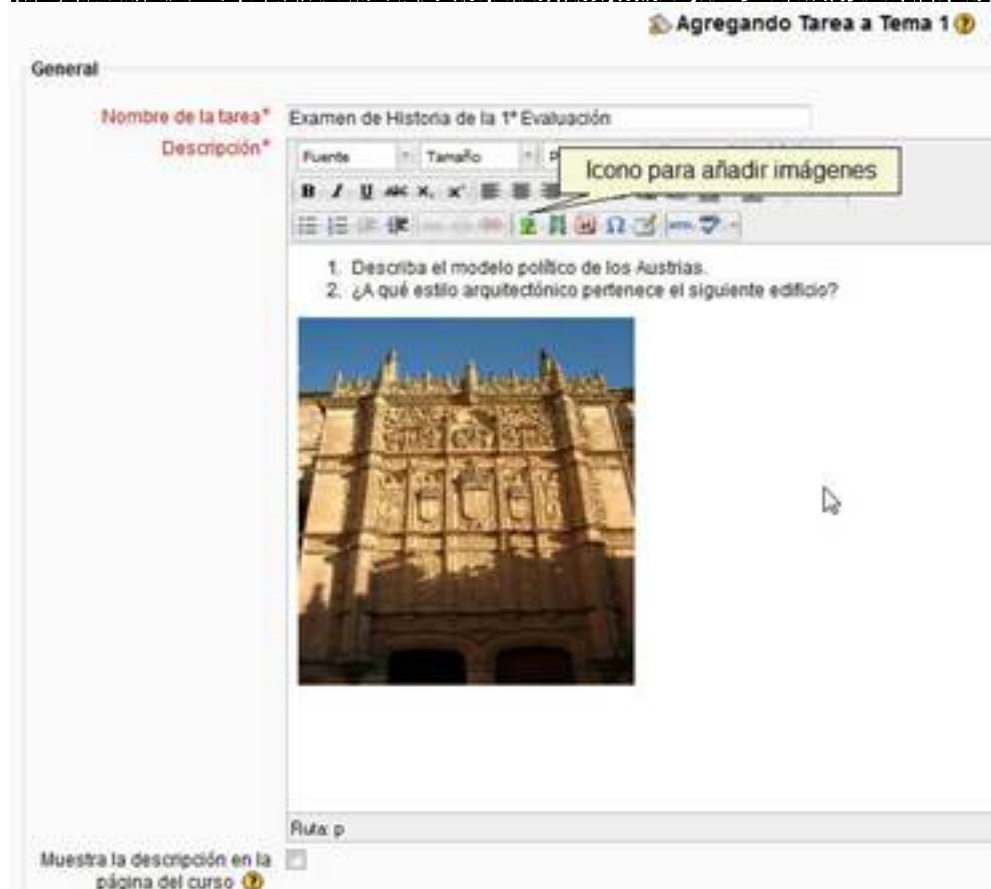 Agregando Tarea a Tema 1
General
Nombre de la tarea*
Examen de Historia de la 1ª Evaluación
Descripción*
Fuente Tamaño P
Icono para añadir imágenes
B I U ABC
Ω HTML
1. Describa el modelo político de los Austrias.
2. ¿A qué estilo arquitectónico pertenece el siguiente edificio?
Ruta: p
Muestra la descripción en la
página del curso